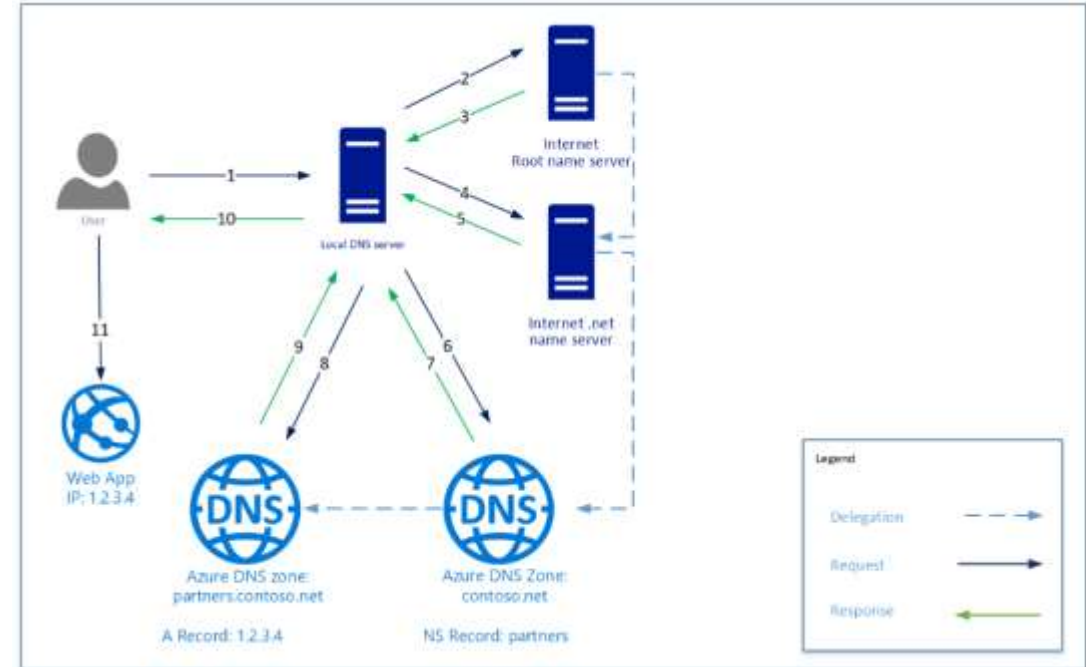 2
3
Internet
Root name server
1
4
5
10
User
Local DNS server
Internet .net
name server
11
9
8
6
7
Web App
IP: 1.2.3.4
DNS
DNS
Azure DNS zone:
partners.contoso.net
A Record: 1.2.3.4
Azure DNS Zone:
contoso.net
NS Record: partners
Legend
Delegation
Request
Response